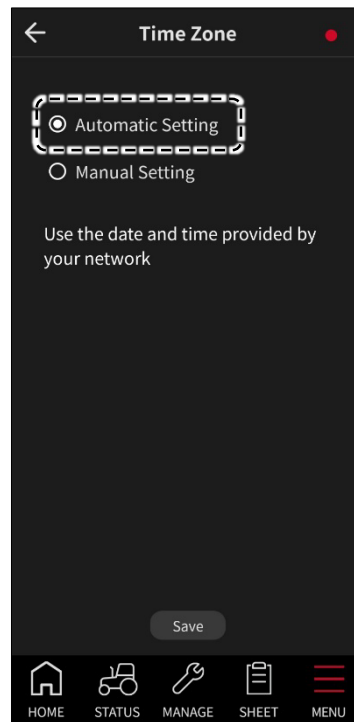 Time Zone
Automatic Setting
Manual Setting
Use the date and time provided by
your network
Save
HOME STATUS MANAGE SHEET MENU